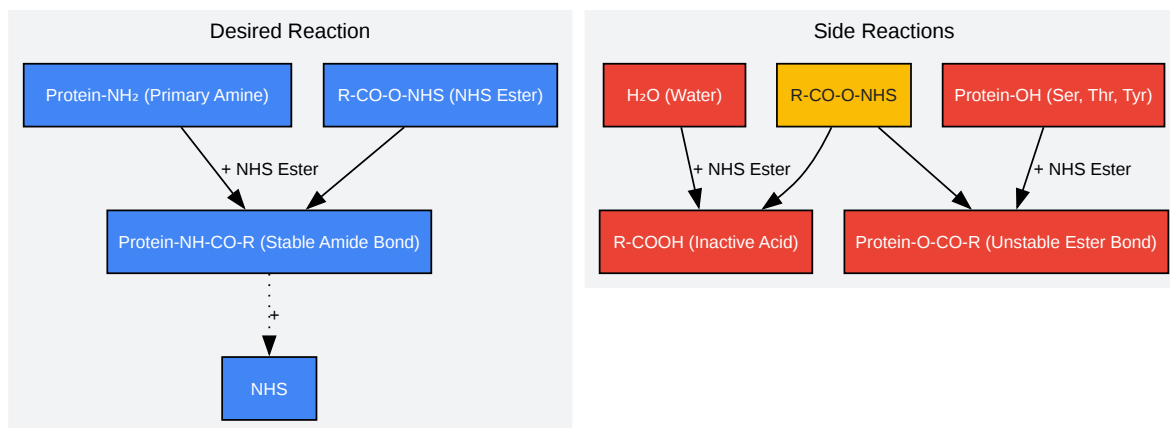 Desired Reaction
Protein-NH₂ (Primary Amine)
R-CO-O-NHS (NHS Ester)
+ NHS Ester
Protein-NH-CO-R (Stable Amide Bond)
+
NHS
Side Reactions
H₂O (Water)
R-CO-O-NHS
Protein-OH (Ser, Thr, Tyr)
+ NHS Ester
+ NHS Ester
R-COOH (Inactive Acid)
Protein-O-CO-R (Unstable Ester Bond)